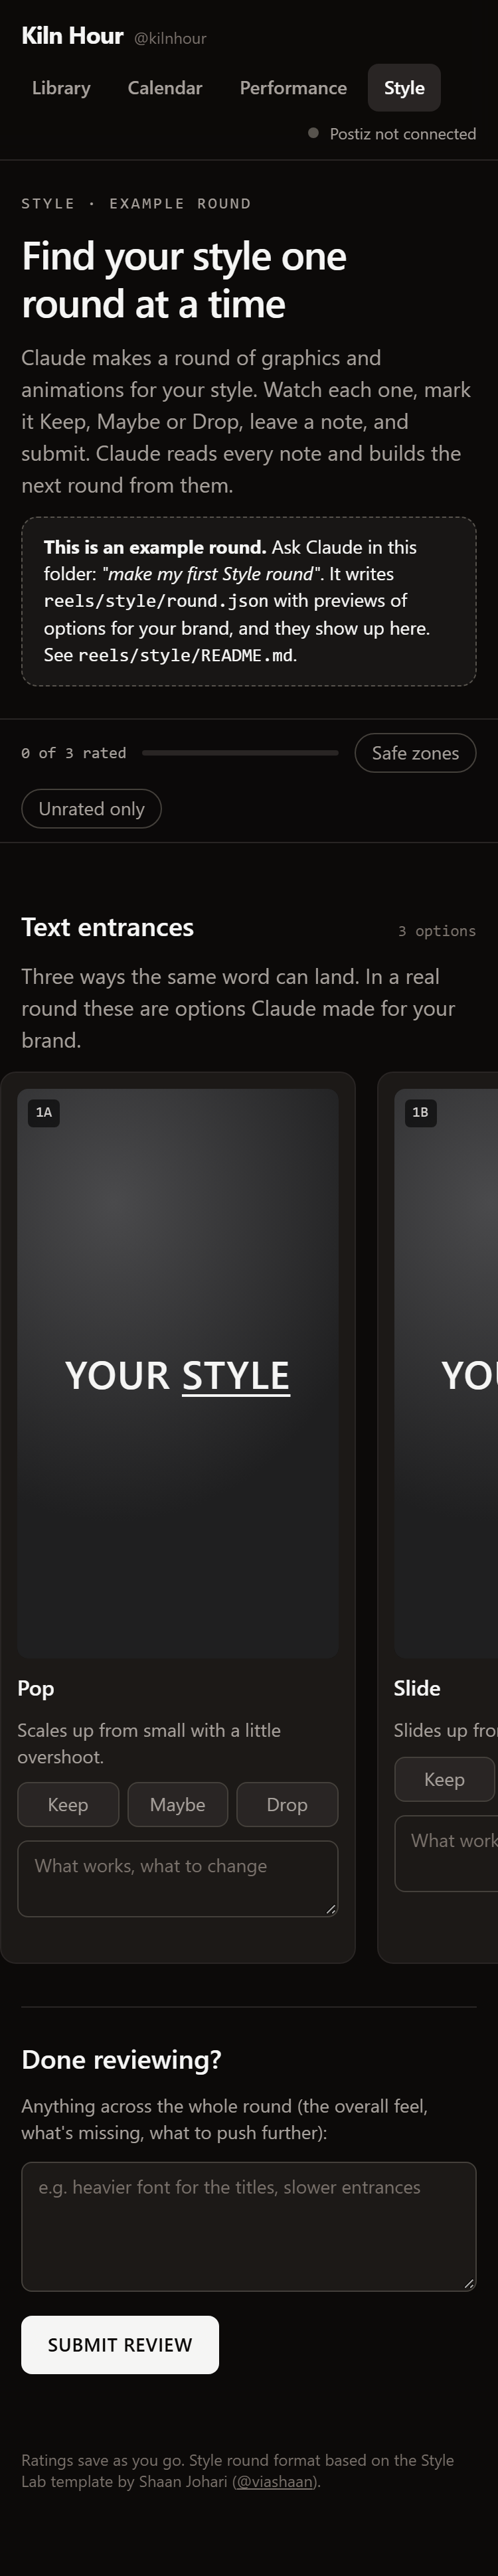 Kiln Hour @kilnhour
Library Calendar Performance Style
Postiz not connected
STYLE · EXAMPLE ROUND
Find your style one
round at a time
Claude makes a round of graphics and
animations for your style. Watch each one, mark
it Keep, Maybe or Drop, leave a note, and
submit. Claude reads every note and builds the
next round from them.
This is an example round. Ask Claude in this
folder: "make my first Style round". It writes
reels/style/round.json with previews of
options for your brand, and they show up here.
See reels/style/README.md.
0 of 3 rated Safe zones
Unrated only
Text entrances 3 options
Three ways the same word can land. In a real
round these are options Claude made for your
brand.
1A 1B
YOUR STYLE YOU
Pop Slide
Scales up from small with a little
overshoot.
Slides up fro
Keep Maybe Drop Keep
What works, what to change What work
Done reviewing?
Anything across the whole round (the overall feel,
what's missing, what to push further):
e.g. heavier font for the titles, slower entrances
SUBMIT REVIEW
Ratings save as you go. Style round format based on the Style
Lab template by Shaan Johari (@viashaan).